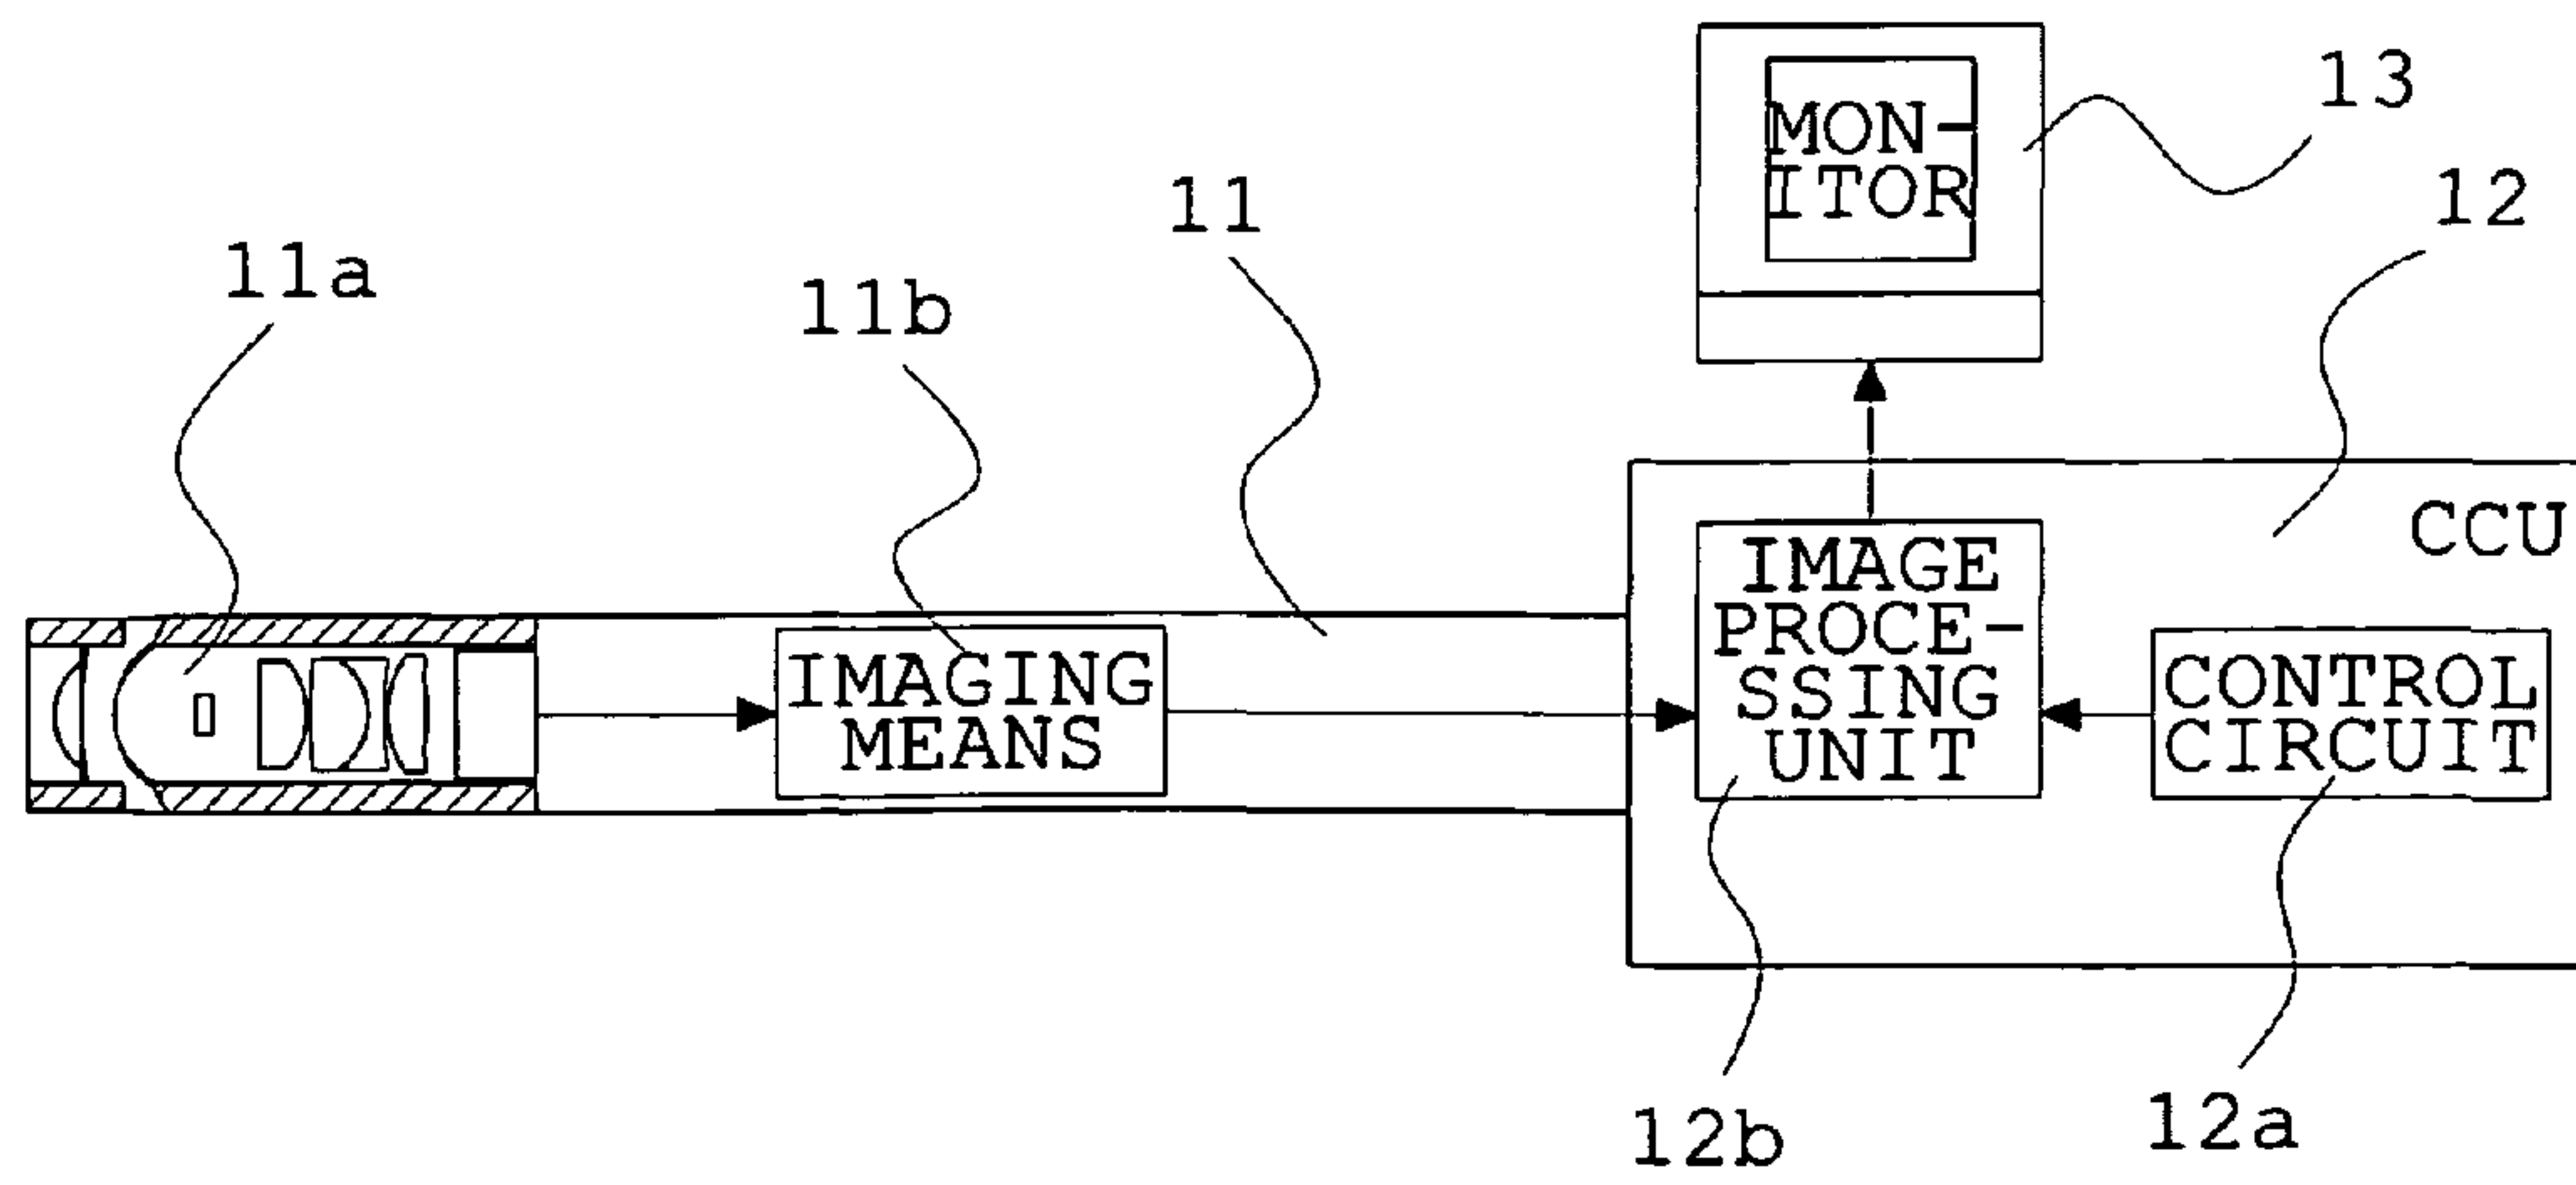 13
MON-
ITOR
12
11
11a
11b
CCU
IMAGE
PROCE-
SSING
UNIT
IMAGING
MEANS
CONTROL
CIRCUIT
12b
12a